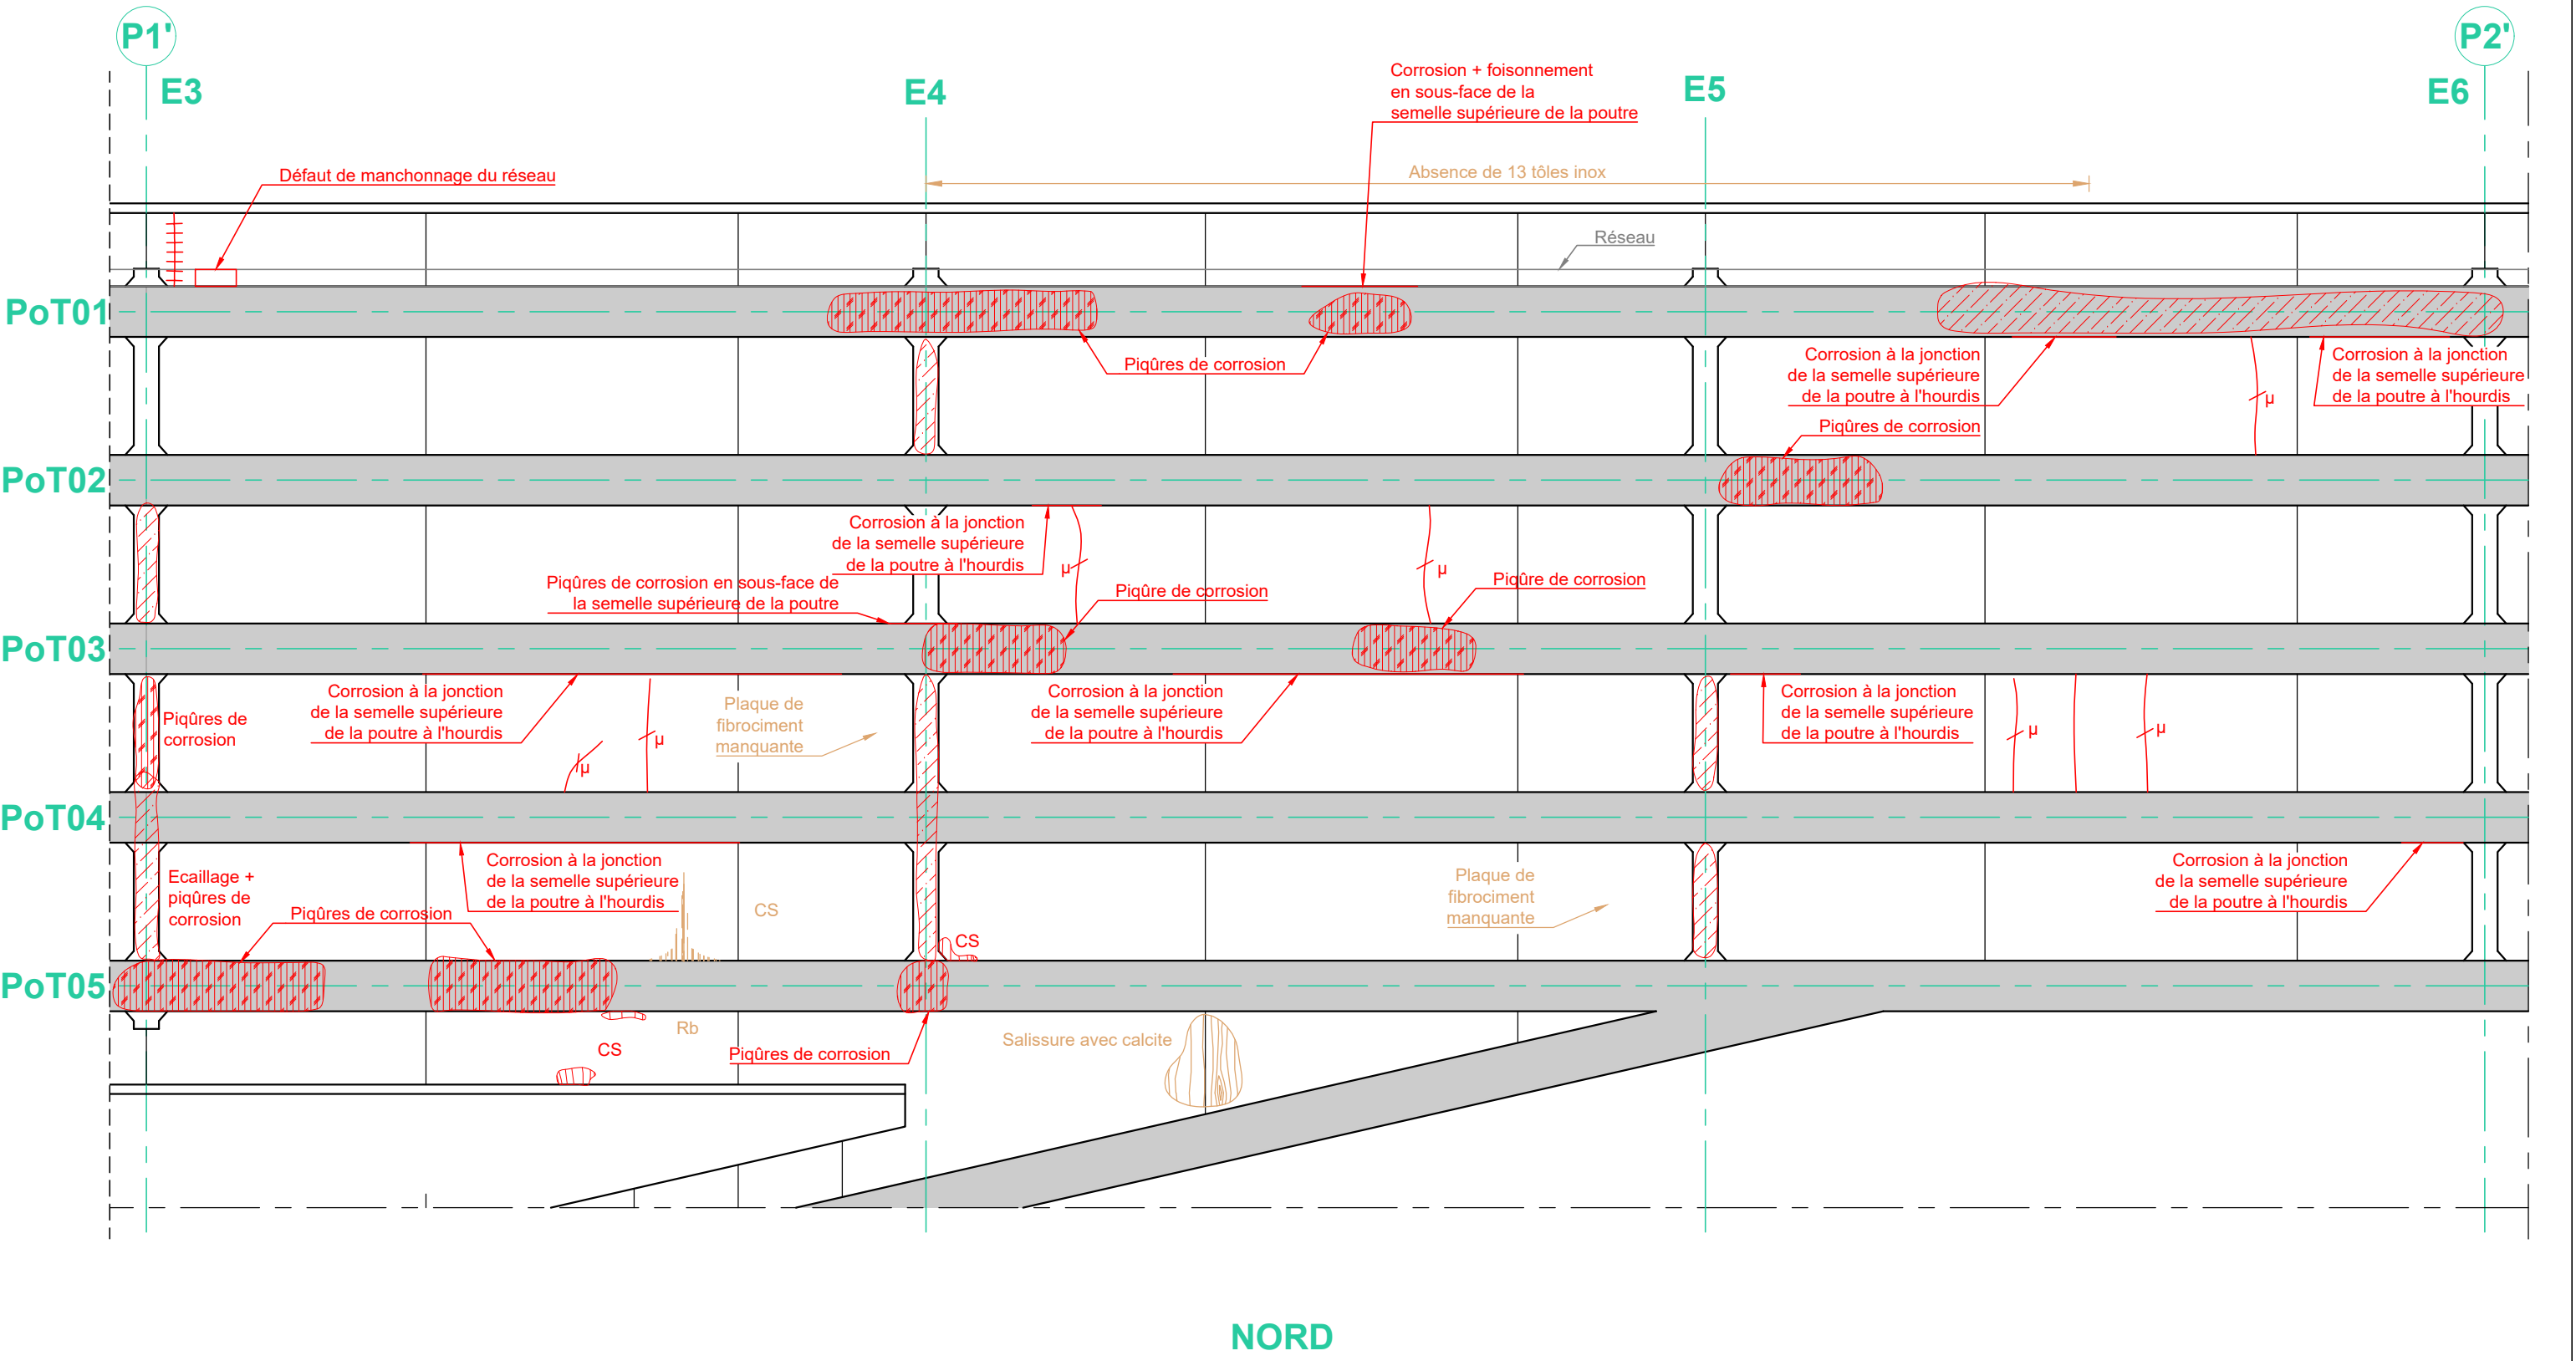 P1'
P2'
E3
E4
E5
E6
Corrosion + foisonnement
en sous-face de la
semelle supérieure de la poutre
Défaut de manchonnage du réseau
Absence de 13 tôles inox
Réseau
PoT01
Piqûres de corrosion
Corrosion à la jonction
de la semelle supérieure
de la poutre à l'hourdis
µ
Corrosion à la jonction
de la semelle supérieure
de la poutre à l'hourdis
Piqûres de corrosion
PoT02
Corrosion à la jonction
de la semelle supérieure
de la poutre à l'hourdis
µ
µ
Piqûres de corrosion en sous-face de
la semelle supérieure de la poutre
Piqûre de corrosion
Piqûre de corrosion
PoT03
Piqûres de
corrosion
Corrosion à la jonction
de la semelle supérieure
de la poutre à l'hourdis
µ
µ
Plaque de
fibrociment
manquante
Corrosion à la jonction
de la semelle supérieure
de la poutre à l'hourdis
Corrosion à la jonction
de la semelle supérieure
de la poutre à l'hourdis
µ
µ
PoT04
Ecaillage +
piqûres de
corrosion
Corrosion à la jonction
de la semelle supérieure
de la poutre à l'hourdis
Piqûres de corrosion
CS
CS
Plaque de
fibrociment
manquante
Corrosion à la jonction
de la semelle supérieure
de la poutre à l'hourdis
PoT05
Rb
CS
Piqûres de corrosion
Salissure avec calcite
NORD